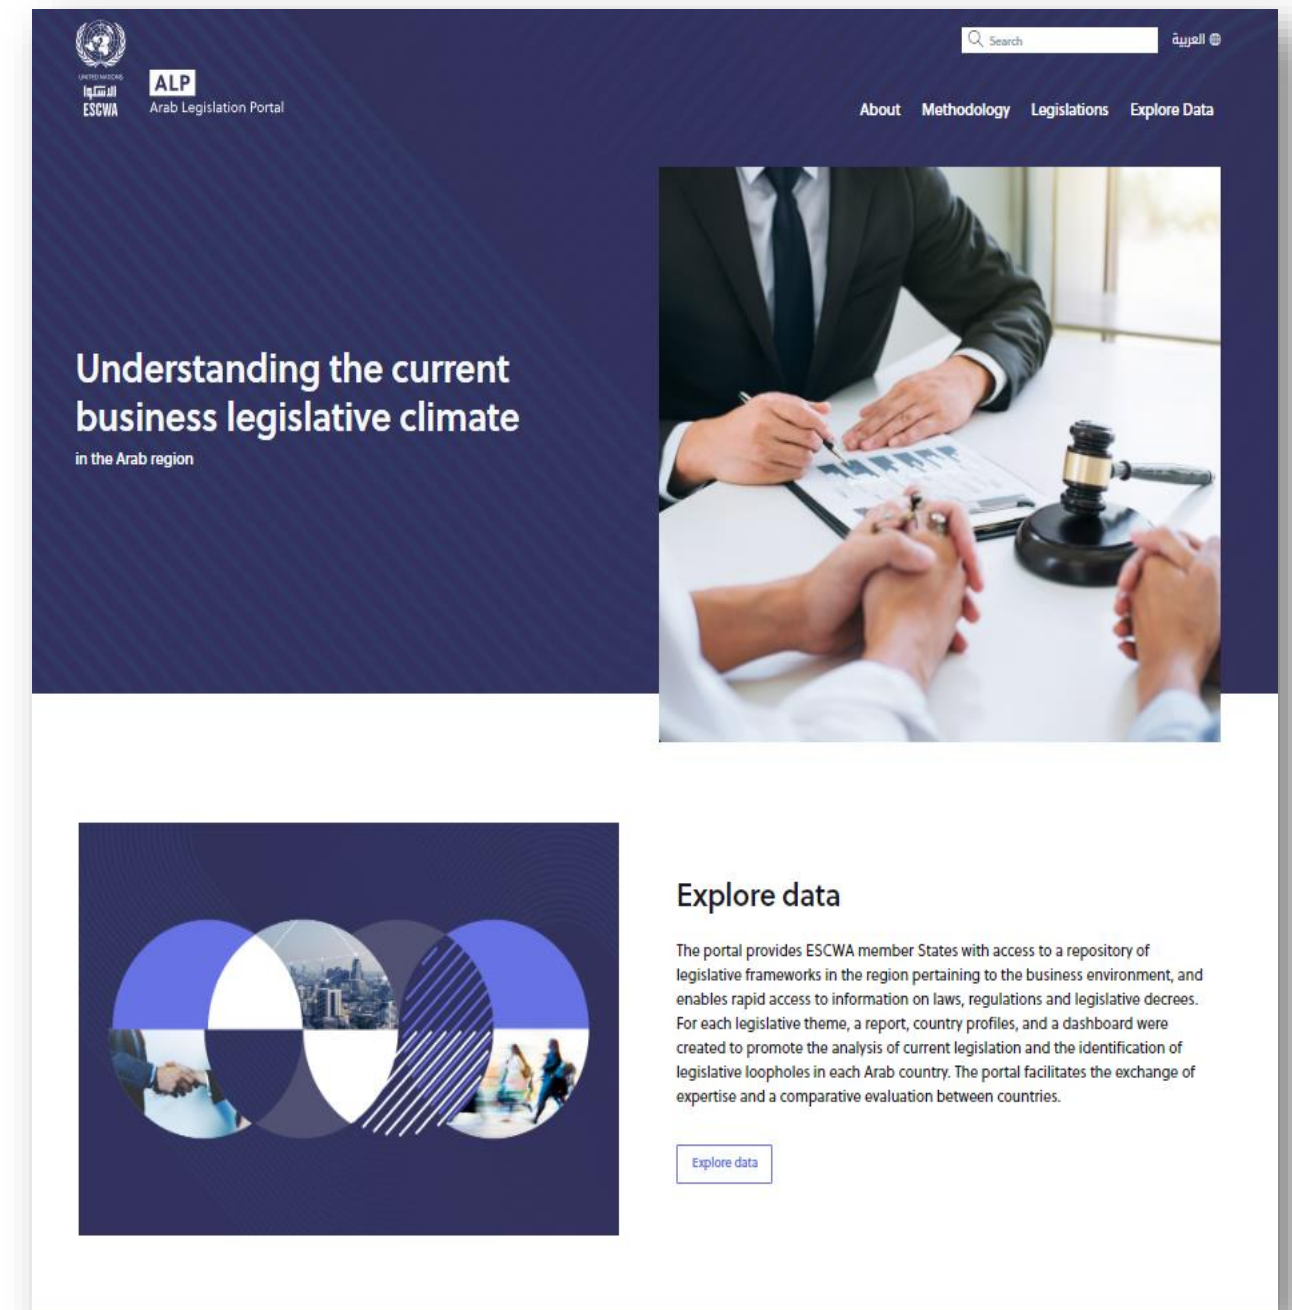 Search
العربية
UNITED NATIONS
الإسكوا
ESCWA
ALP
Arab Legislation Portal
About Methodology Legislations Explore Data
Understanding the current
business legislative climate
in the Arab region
Explore data
The portal provides ESCWA member States with access to a repository of
legislative frameworks in the region pertaining to the business environment, and
enables rapid access to information on laws, regulations and legislative decrees.
For each legislative theme, a report, country profiles, and a dashboard were
created to promote the analysis of current legislation and the identification of
legislative loopholes in each Arab country. The portal facilitates the exchange of
expertise and a comparative evaluation between countries.
Explore data